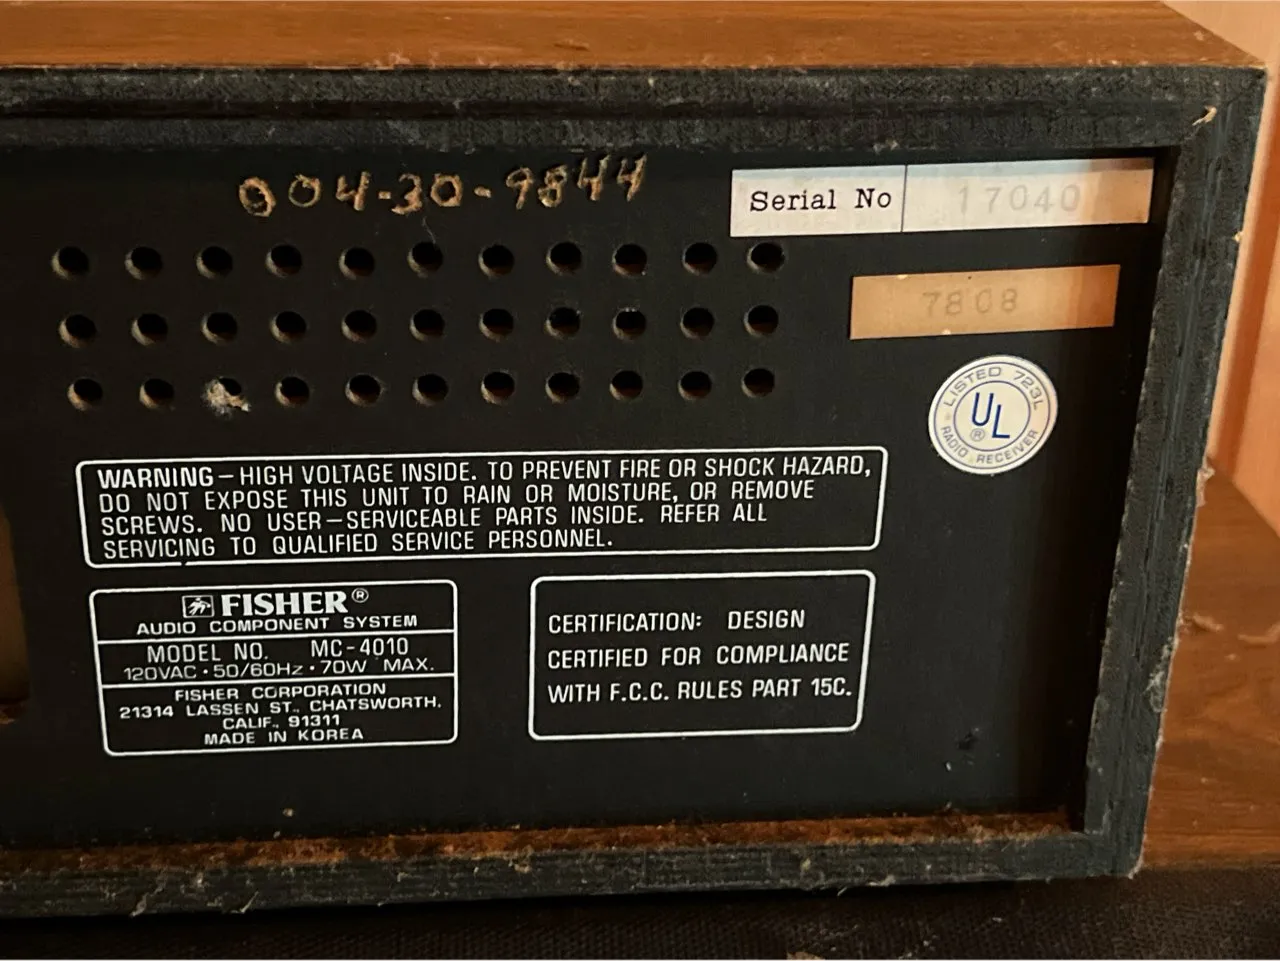 004-30-9844
Serial No 17040
7808
LISTED 723L
UL®
RADIO RECEIVER
WARNING – HIGH VOLTAGE INSIDE. TO PREVENT FIRE OR SHOCK HAZARD,
DO NOT EXPOSE THIS UNIT TO RAIN OR MOISTURE, OR REMOVE
SCREWS. NO USER – SERVICEABLE PARTS INSIDE. REFER ALL
SERVICING TO QUALIFIED SERVICE PERSONNEL.
FISHER®
AUDIO COMPONENT SYSTEM
MODEL NO. MC-4010
120VAC · 50/60Hz · 70W MAX.
FISHER CORPORATION
21314 LASSEN ST., CHATSWORTH.
CALIF., 91311
MADE IN KOREA
CERTIFICATION: DESIGN
CERTIFIED FOR COMPLIANCE
WITH F.C.C. RULES PART 15C.